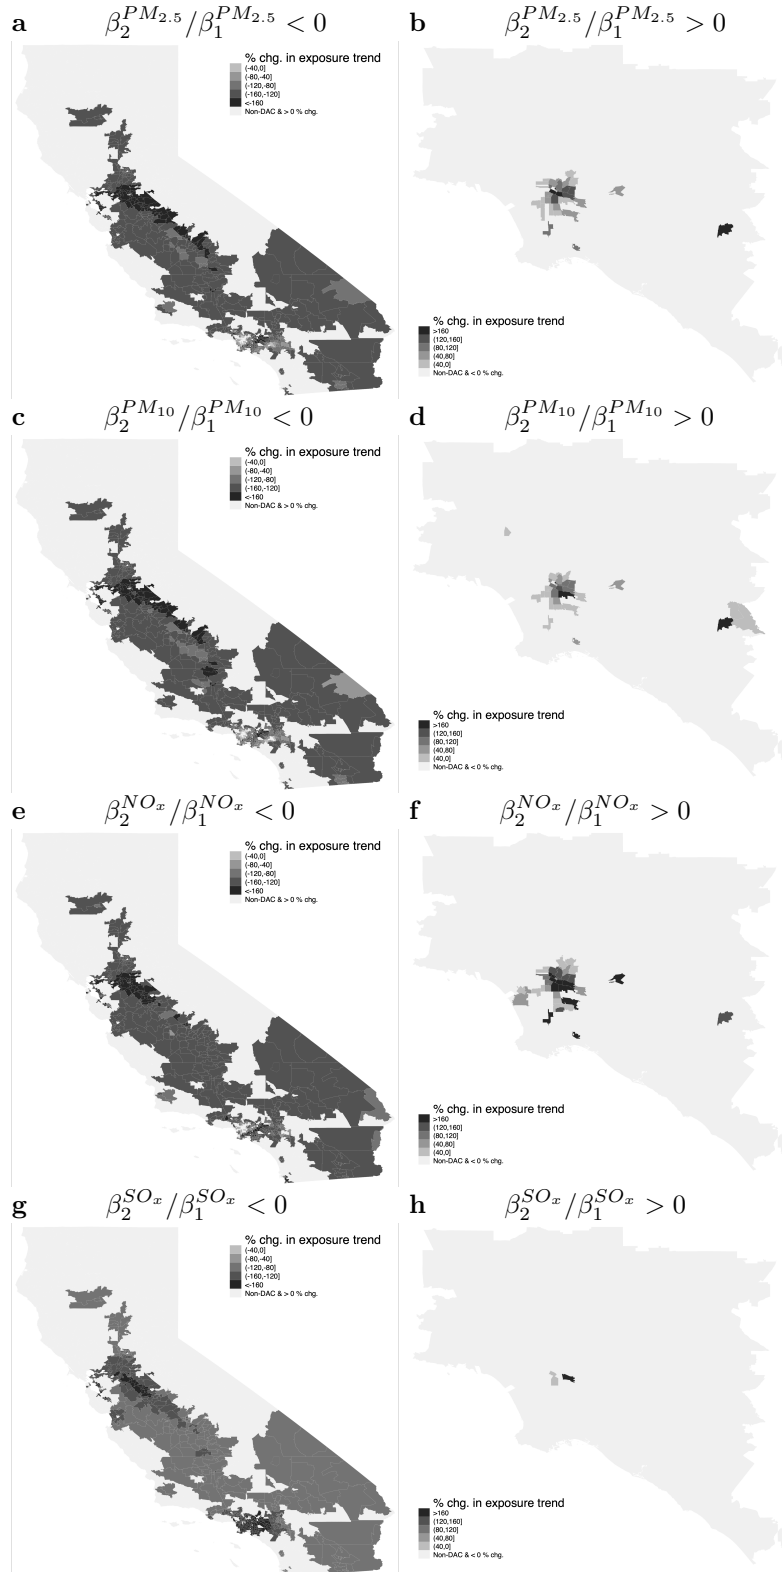 a β₂^{PM₂.₅}/β₁^{PM₂.₅} < 0
b β₂^{PM₂.₅}/β₁^{PM₂.₅} > 0
% chg. in exposure trend
(-40,0]
(-80,-40]
(-120,-80]
(-160,-120]
<-160
Non-DAC & > 0 % chg.
% chg. in exposure trend
>160
(120,160]
(80,120]
(40,80]
(40,0]
Non-DAC & < 0 % chg.
c β₂^{PM₁₀}/β₁^{PM₁₀} < 0
d β₂^{PM₁₀}/β₁^{PM₁₀} > 0
% chg. in exposure trend
(-40,0]
(-80,-40]
(-120,-80]
(-160,-120]
<-160
Non-DAC & > 0 % chg.
% chg. in exposure trend
>160
(120,160]
(80,120]
(40,80]
(40,0]
Non-DAC & < 0 % chg.
e β₂^{NOₓ}/β₁^{NOₓ} < 0
f β₂^{NOₓ}/β₁^{NOₓ} > 0
% chg. in exposure trend
(-40,0]
(-80,-40]
(-120,-80]
(-160,-120]
<-160
Non-DAC & > 0 % chg.
% chg. in exposure trend
>160
(120,160]
(80,120]
(40,80]
(40,0]
Non-DAC & < 0 % chg.
g β₂^{SOₓ}/β₁^{SOₓ} < 0
h β₂^{SOₓ}/β₁^{SOₓ} > 0
% chg. in exposure trend
(-40,0]
(-80,-40]
(-120,-80]
(-160,-120]
<-160
Non-DAC & > 0 % chg.
% chg. in exposure trend
>160
(120,160]
(80,120]
(40,80]
(40,0]
Non-DAC & < 0 % chg.